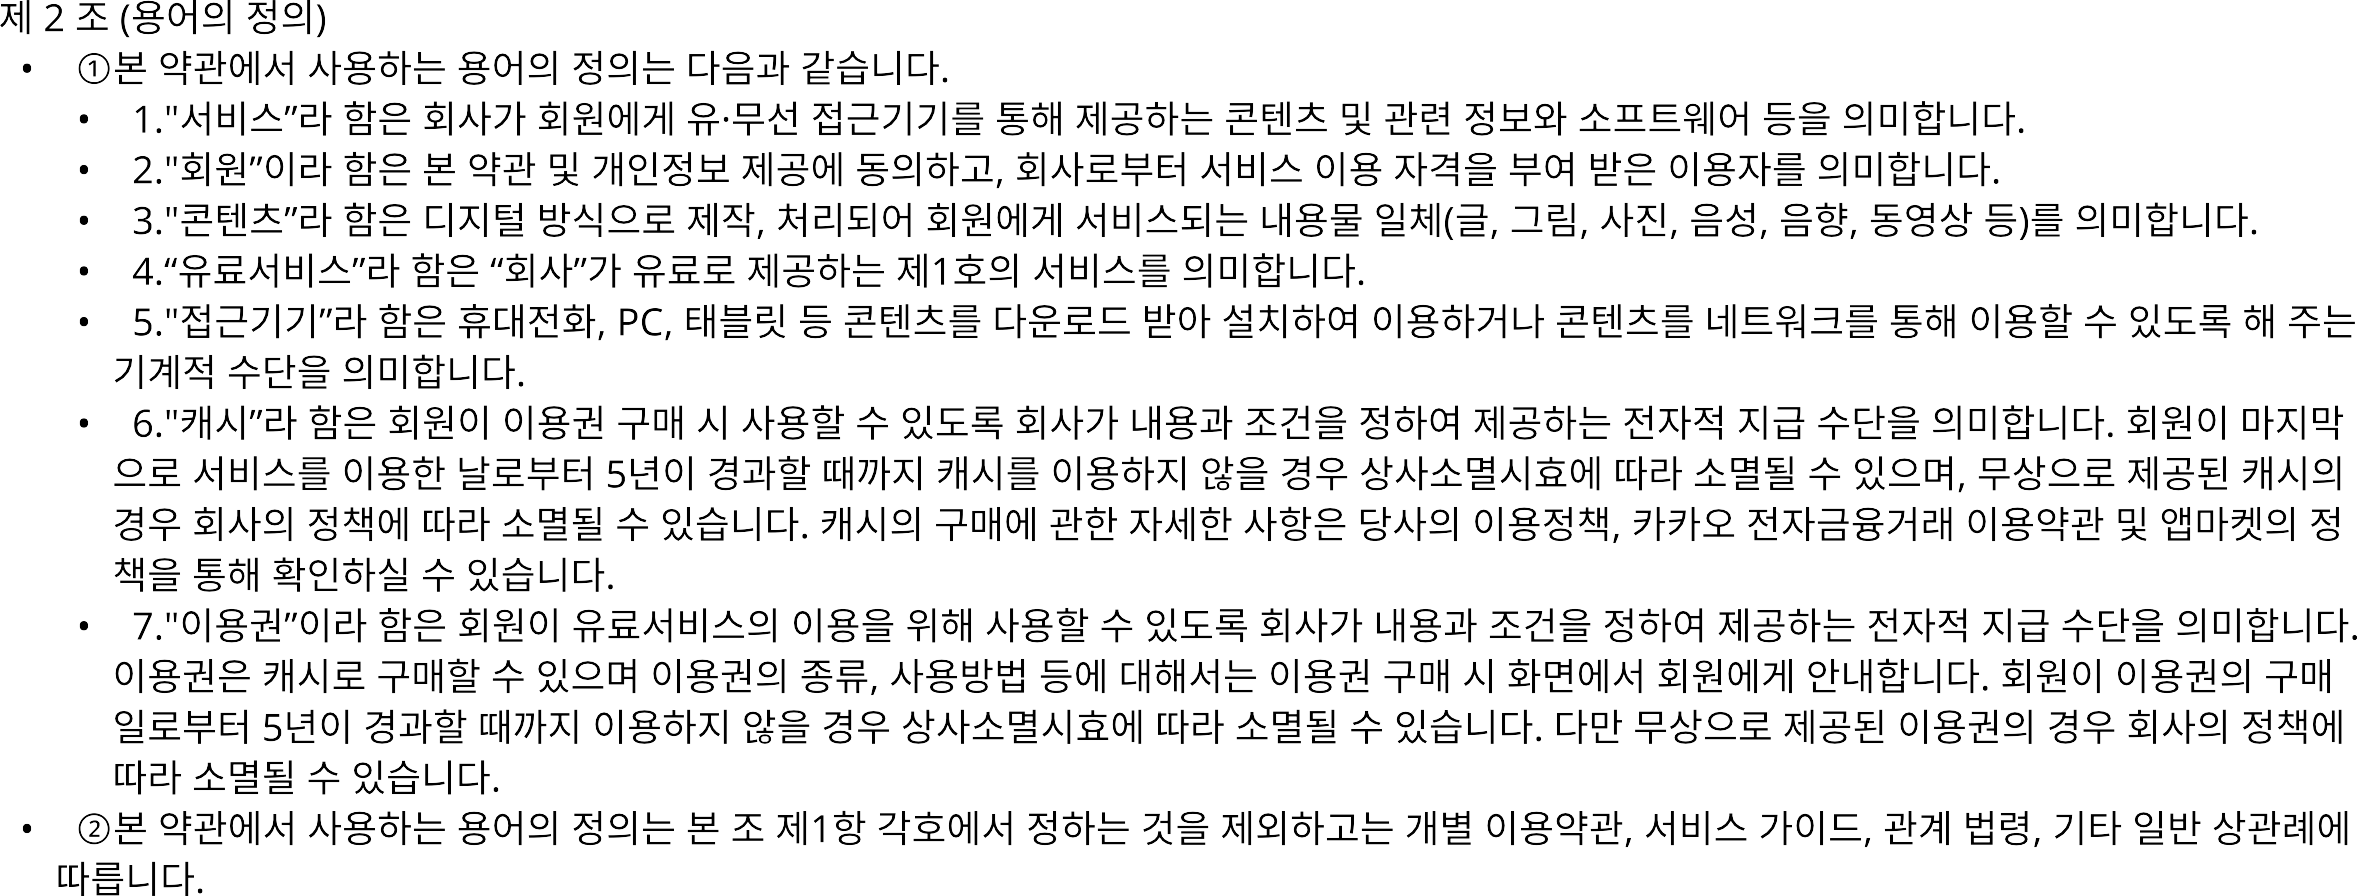 제 2 조 (용어의 정의)
• ①본 약관에서 사용하는 용어의 정의는 다음과 같습니다.
• 1."서비스”라 함은 회사가 회원에게 유·무선 접근기기를 통해 제공하는 콘텐츠 및 관련 정보와 소프트웨어 등을 의미합니다.
• 2."회원”이라 함은 본 약관 및 개인정보 제공에 동의하고, 회사로부터 서비스 이용 자격을 부여 받은 이용자를 의미합니다.
• 3."콘텐츠”라 함은 디지털 방식으로 제작, 처리되어 회원에게 서비스되는 내용물 일체(글, 그림, 사진, 음성, 음향, 동영상 등)를 의미합니다.
• 4.“유료서비스”라 함은 “회사”가 유료로 제공하는 제1호의 서비스를 의미합니다.
• 5."접근기기”라 함은 휴대전화, PC, 태블릿 등 콘텐츠를 다운로드 받아 설치하여 이용하거나 콘텐츠를 네트워크를 통해 이용할 수 있도록 해 주는
기계적 수단을 의미합니다.
• 6."캐시”라 함은 회원이 이용권 구매 시 사용할 수 있도록 회사가 내용과 조건을 정하여 제공하는 전자적 지급 수단을 의미합니다. 회원이 마지막
으로 서비스를 이용한 날로부터 5년이 경과할 때까지 캐시를 이용하지 않을 경우 상사소멸시효에 따라 소멸될 수 있으며, 무상으로 제공된 캐시의
경우 회사의 정책에 따라 소멸될 수 있습니다. 캐시의 구매에 관한 자세한 사항은 당사의 이용정책, 카카오 전자금융거래 이용약관 및 앱마켓의 정
책을 통해 확인하실 수 있습니다.
• 7."이용권”이라 함은 회원이 유료서비스의 이용을 위해 사용할 수 있도록 회사가 내용과 조건을 정하여 제공하는 전자적 지급 수단을 의미합니다.
이용권은 캐시로 구매할 수 있으며 이용권의 종류, 사용방법 등에 대해서는 이용권 구매 시 화면에서 회원에게 안내합니다. 회원이 이용권의 구매
일로부터 5년이 경과할 때까지 이용하지 않을 경우 상사소멸시효에 따라 소멸될 수 있습니다. 다만 무상으로 제공된 이용권의 경우 회사의 정책에
따라 소멸될 수 있습니다.
• ②본 약관에서 사용하는 용어의 정의는 본 조 제1항 각호에서 정하는 것을 제외하고는 개별 이용약관, 서비스 가이드, 관계 법령, 기타 일반 상관례에
따릅니다.